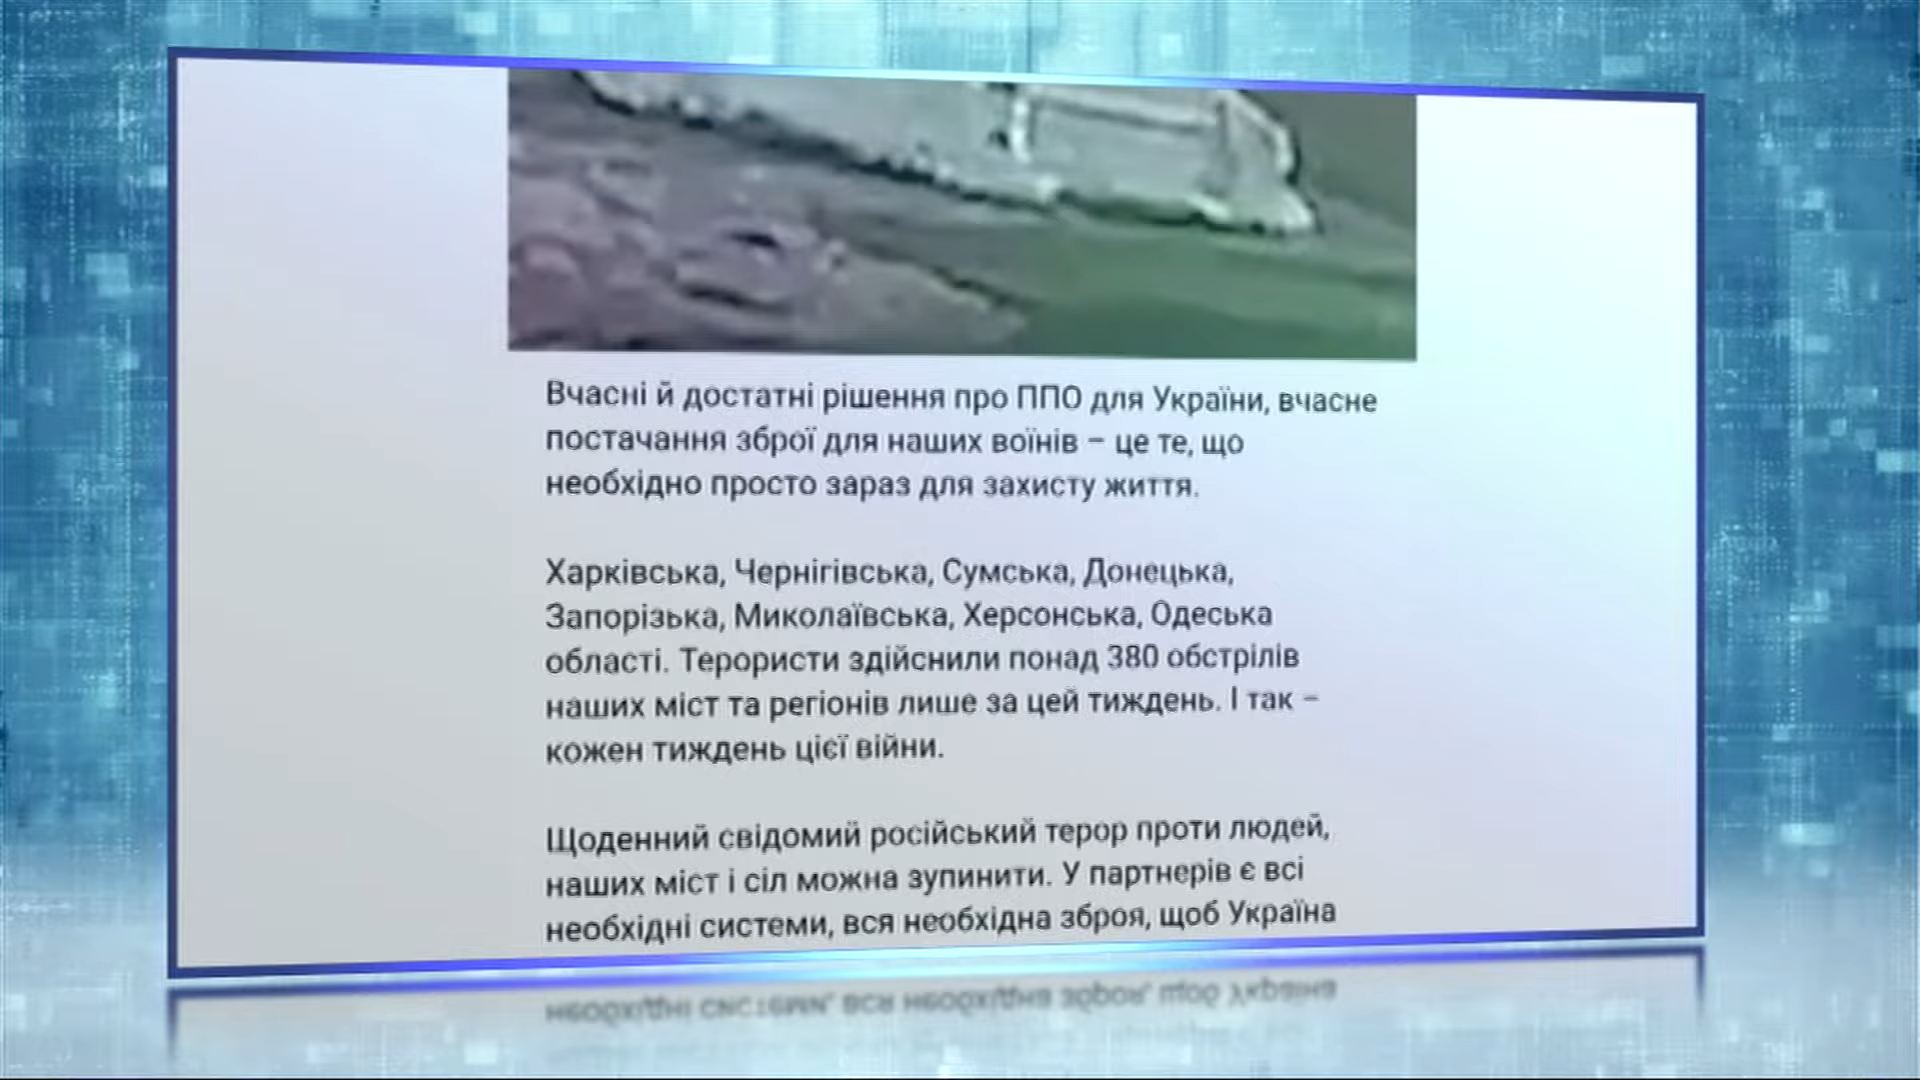 Вчасні й достатні рішення про ППО для України, вчасне
постачання зброї для наших воїнів – це те, що
необхідно просто зараз для захисту життя.
Харківська, Чернігівська, Сумська, Донецька,
Запорізька, Миколаївська, Херсонська, Одеська
області. Терористи здійснили понад 380 обстрілів
наших міст та регіонів лише за цей тиждень. І так –
кожен тиждень цієї війни.
Щоденний свідомий російський терор проти людей,
наших міст і сіл можна зупинити. У партнерів є всі
необхідні системи, вся необхідна зброя, щоб Україна